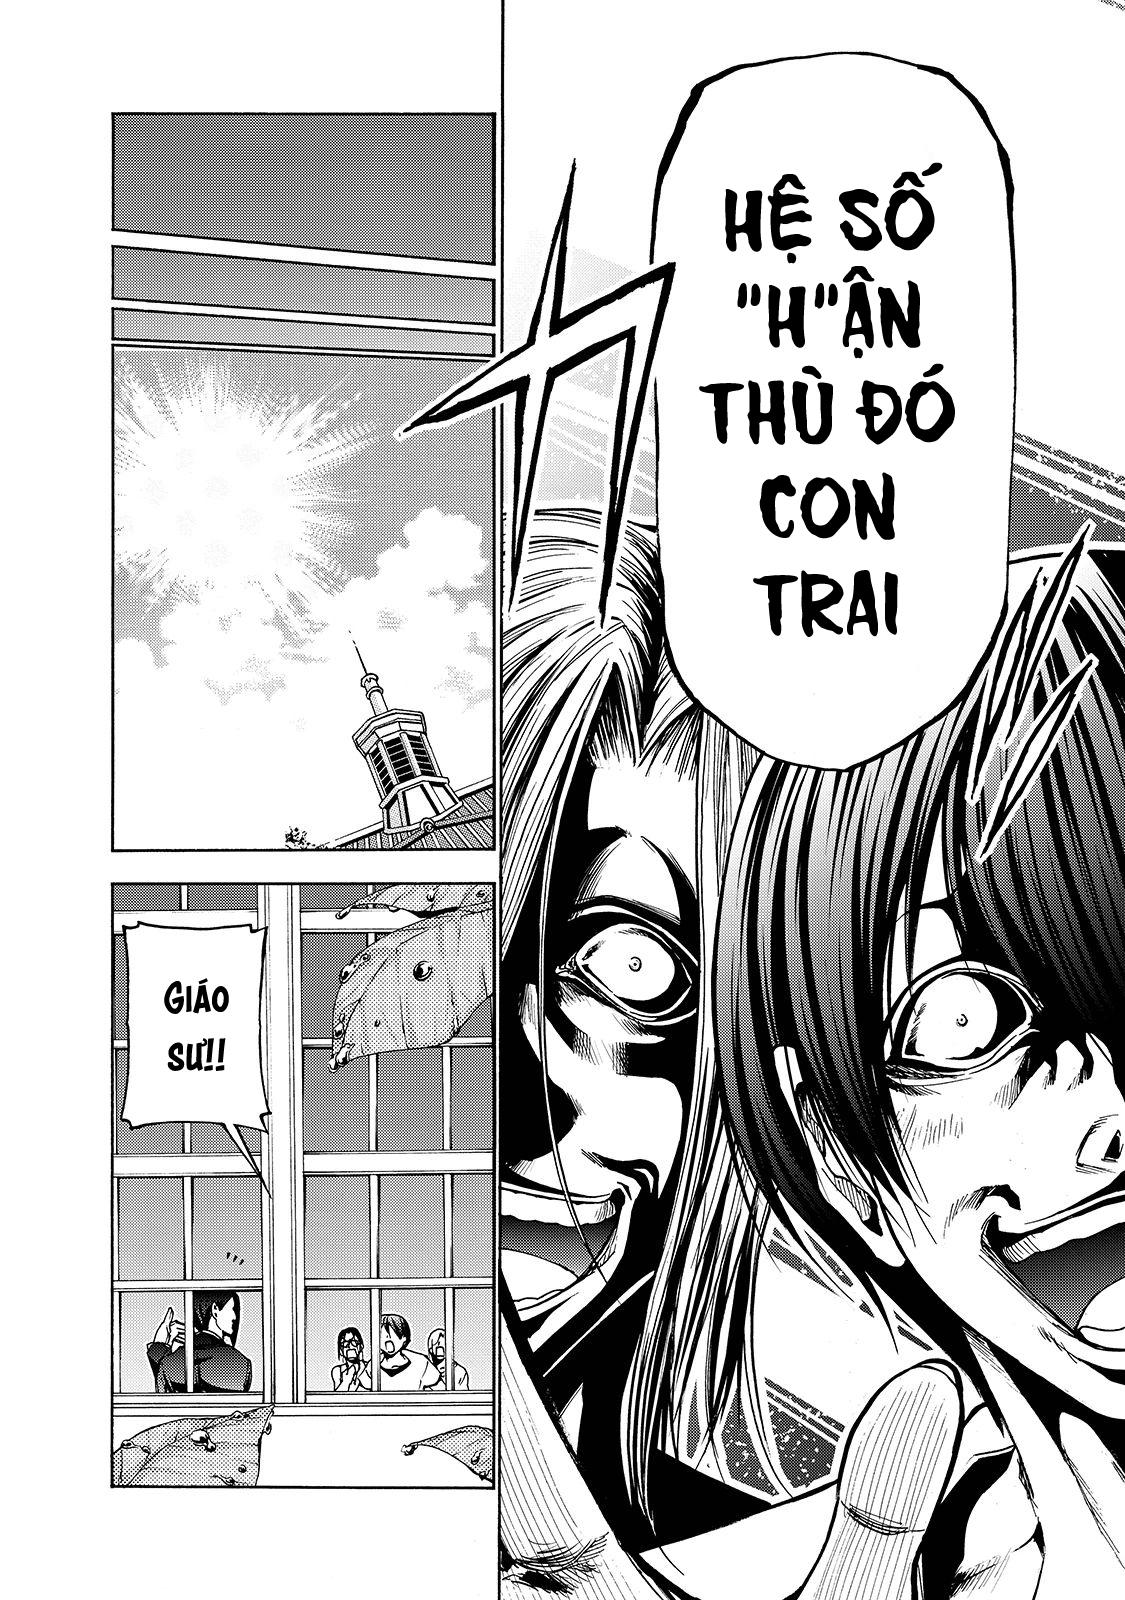 HỆ SỐ
"H"ẬN
THÙ ĐÓ
CON
TRAI
GIÁO
SƯ!!